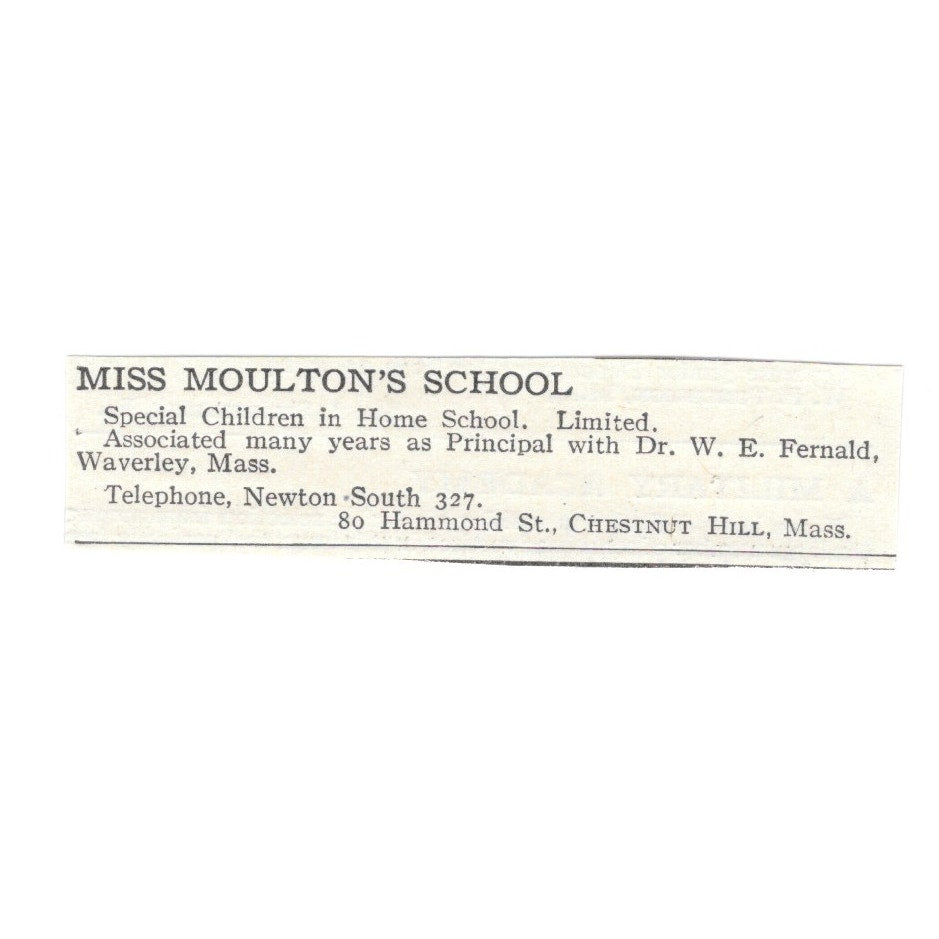 MISS MOULTON'S SCHOOL
Special Children in Home School. Limited.
Associated many years as Principal with Dr. W. E. Fernald,
Waverley, Mass.
Telephone, Newton South 327.
80 Hammond St., CHESTNUT HILL, Mass.